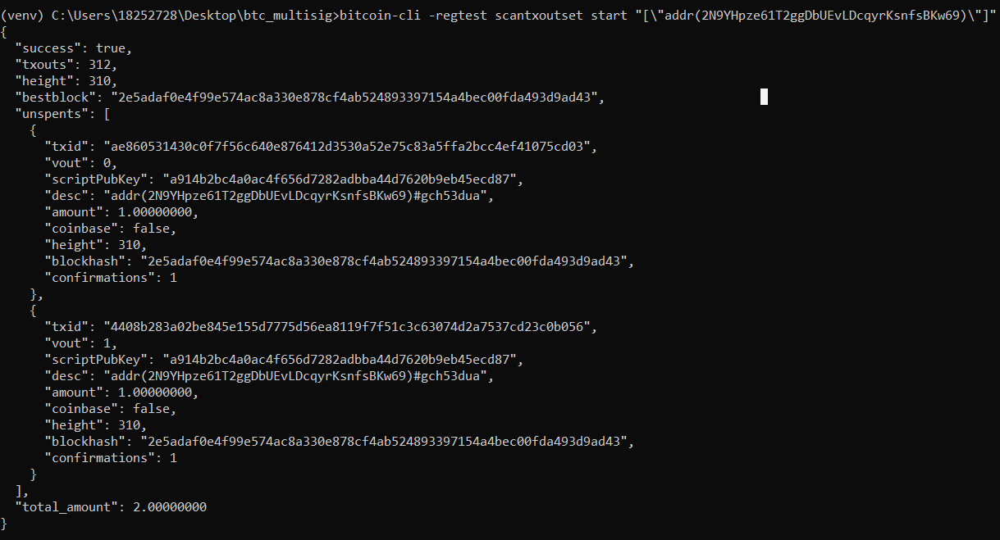 (venv) C:\Users\18252728\Desktop\btc_multisig>bitcoin-cli -regtest scantxoutset start "[\"addr(2N9YHpze61T2ggDbUEvLDcqyrKsnfsBKw69)\"]"
{
  "success": true,
  "txouts": 312,
  "height": 310,
  "bestblock": "2e5adaf0e4f99e574ac8a330e878cf4ab524893397154a4bec00fda493d9ad43",
  "unspents": [
    {
      "txid": "ae860531430c0f7f56c640e876412d3530a52e75c83a5ffa2bcc4ef41075cd03",
      "vout": 0,
      "scriptPubKey": "a914b2bc4a0ac4f656d7282adbba44d7620b9eb45ecd87",
      "desc": "addr(2N9YHpze61T2ggDbUEvLDcqyrKsnfsBKw69)#gch53dua",
      "amount": 1.00000000,
      "coinbase": false,
      "height": 310,
      "blockhash": "2e5adaf0e4f99e574ac8a330e878cf4ab524893397154a4bec00fda493d9ad43",
      "confirmations": 1
    },
    {
      "txid": "4408b283a02be845e155d7775d56ea8119f7f51c3c63074d2a7537cd23c0b056",
      "vout": 1,
      "scriptPubKey": "a914b2bc4a0ac4f656d7282adbba44d7620b9eb45ecd87",
      "desc": "addr(2N9YHpze61T2ggDbUEvLDcqyrKsnfsBKw69)#gch53dua",
      "amount": 1.00000000,
      "coinbase": false,
      "height": 310,
      "blockhash": "2e5adaf0e4f99e574ac8a330e878cf4ab524893397154a4bec00fda493d9ad43",
      "confirmations": 1
    }
  ],
  "total_amount": 2.00000000
}